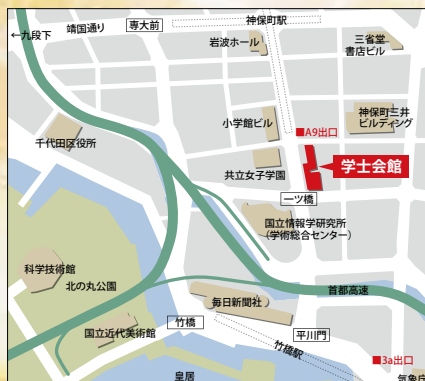 神保町駅
靖国通り
専大前
←九段下
岩波ホール
三省堂
書店ビル
小学館ビル
神保町三井
ビルディング
■A9出口
千代田区役所
共立女子学園
学士会館
一ツ橋
国立情報学研究所
(学術総合センター)
科学技術館
北の丸公園
首都高速
毎日新聞社
竹橋
国立近代美術館
平川門
竹橋駅
■3a出口
皇居
気象庁